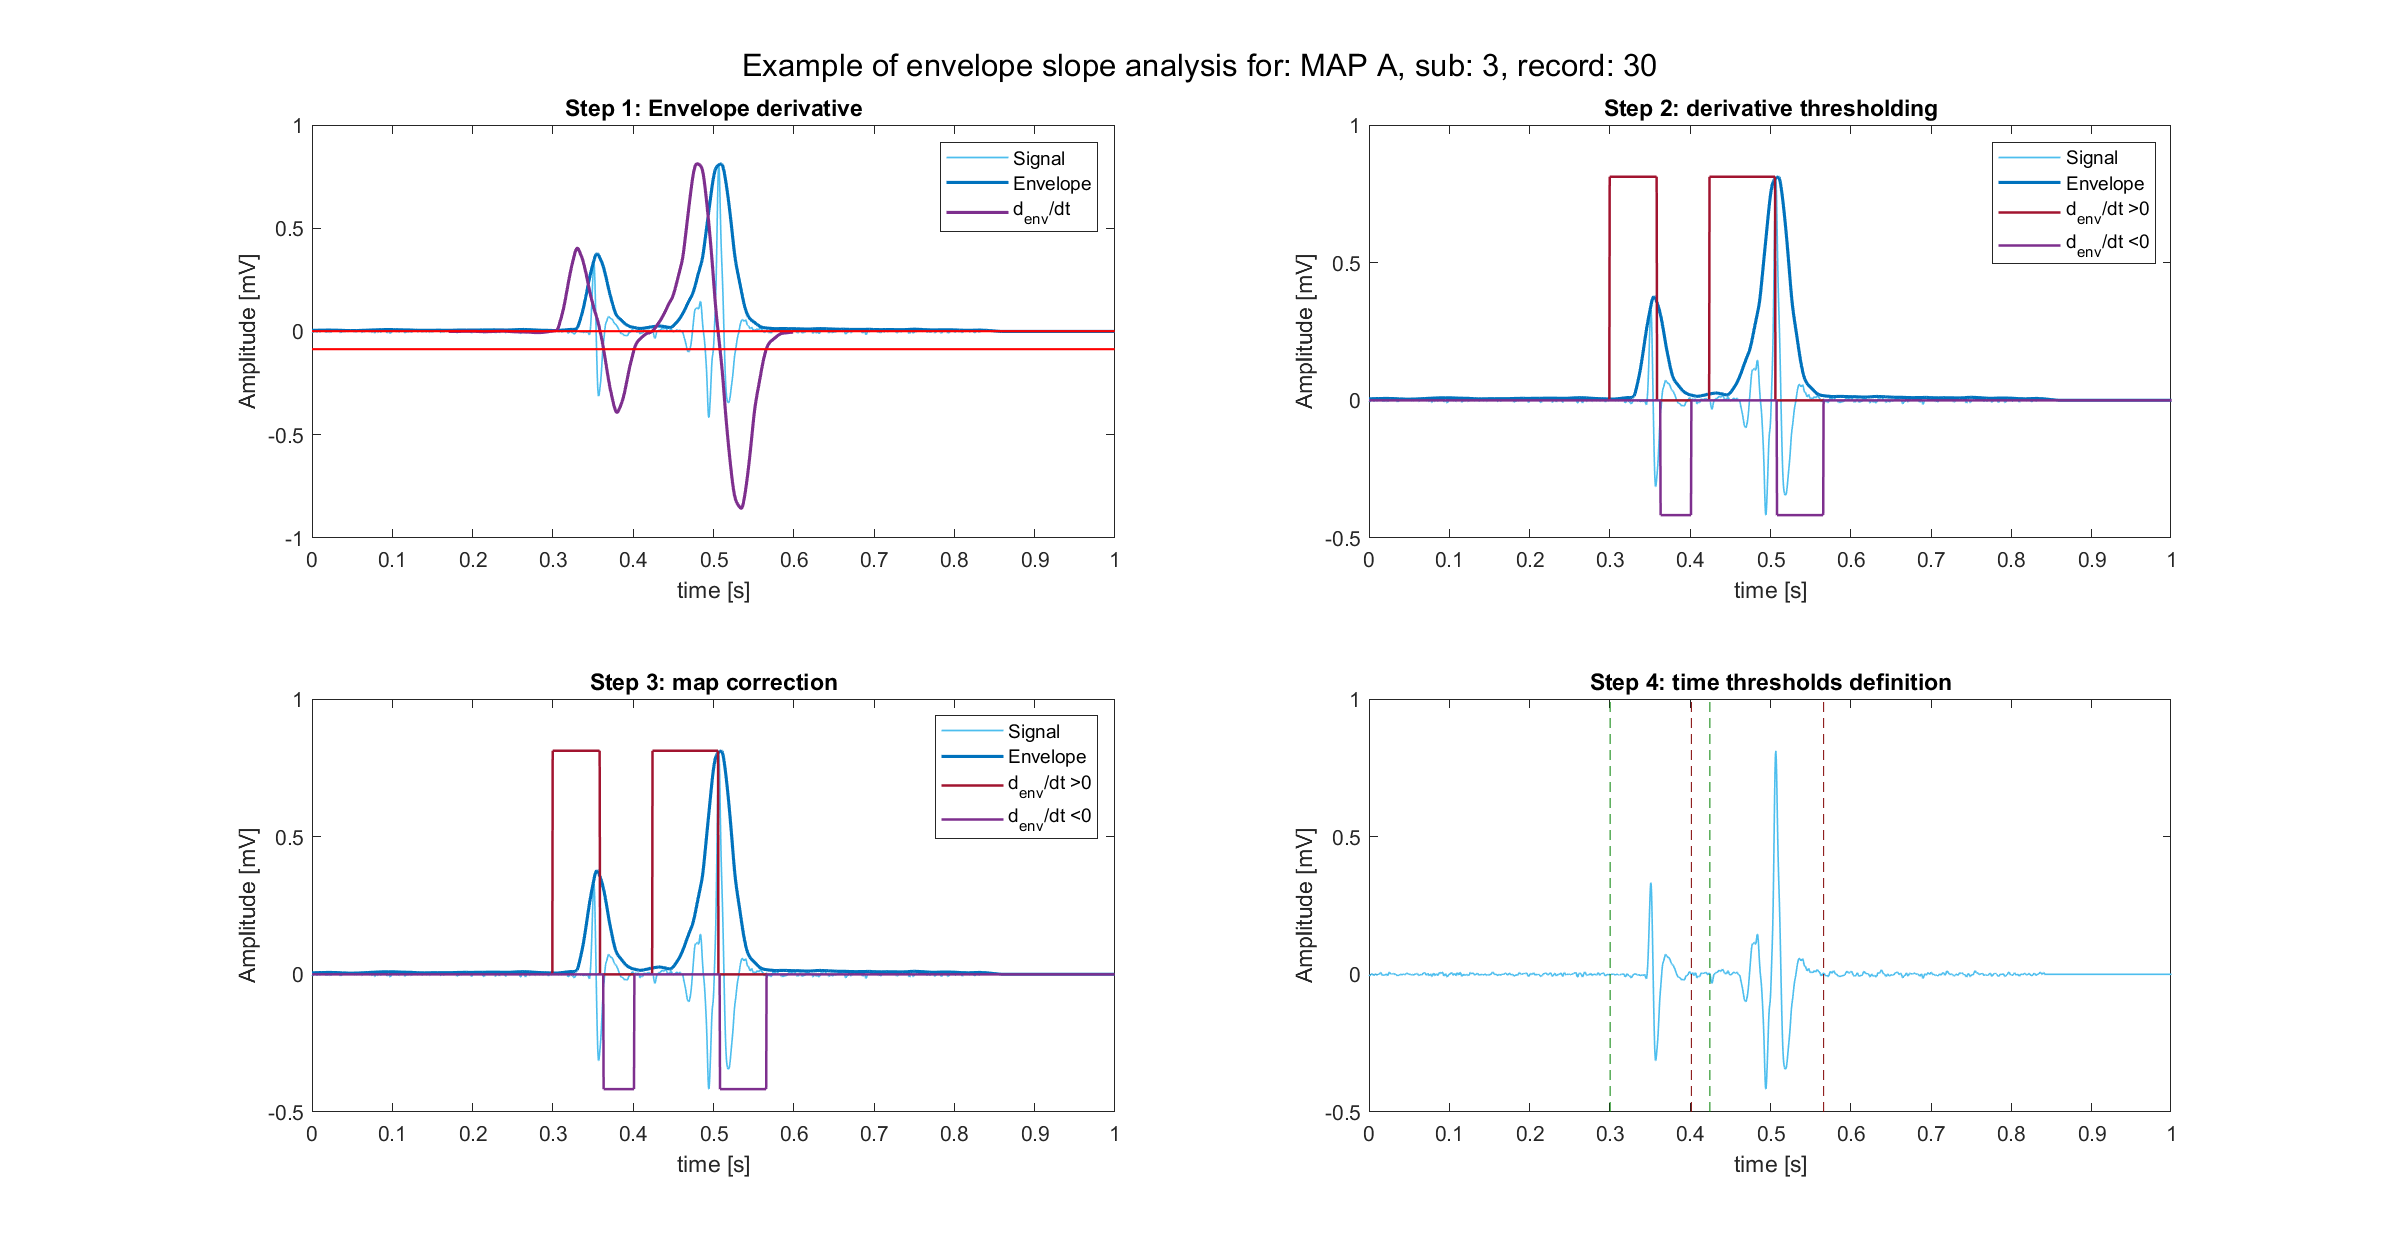 Example of envelope slope analysis for: MAP A, sub: 3, record: 30
Step 1: Envelope derivative
1
0.5
0
-0.5
-1
Amplitude [mV]
0 0.1 0.2 0.3 0.4 0.5 0.6 0.7 0.8 0.9 1
time [s]
Signal
Envelope
d_env/dt
Step 2: derivative thresholding
1
0.5
0
-0.5
Amplitude [mV]
0 0.1 0.2 0.3 0.4 0.5 0.6 0.7 0.8 0.9 1
time [s]
Signal
Envelope
d_env/dt >0
d_env/dt <0
Step 3: map correction
1
0.5
0
-0.5
Amplitude [mV]
0 0.1 0.2 0.3 0.4 0.5 0.6 0.7 0.8 0.9 1
time [s]
Signal
Envelope
d_env/dt >0
d_env/dt <0
Step 4: time thresholds definition
1
0.5
0
-0.5
Amplitude [mV]
0 0.1 0.2 0.3 0.4 0.5 0.6 0.7 0.8 0.9 1
time [s]